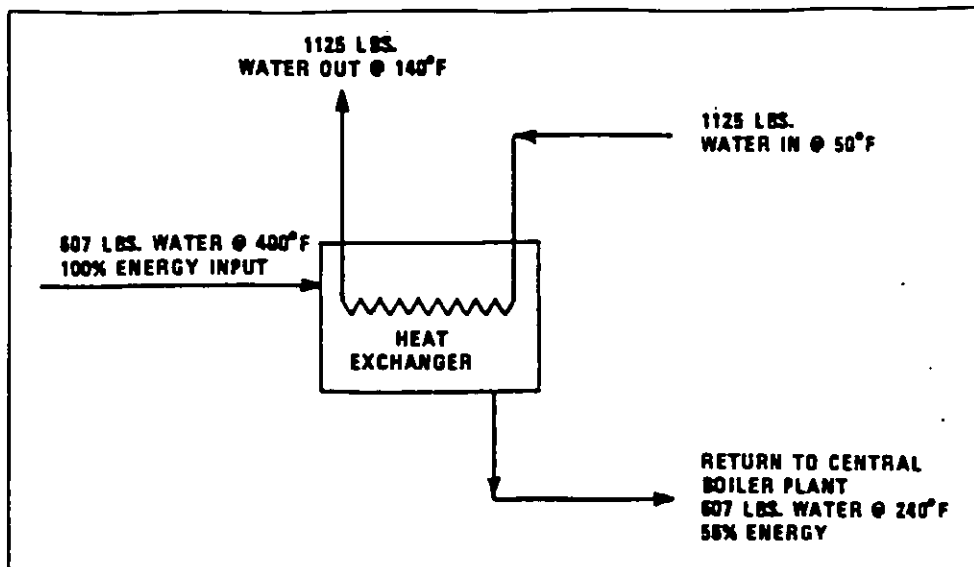 1125 LBS.
WATER OUT @ 140°F
1125 LBS.
WATER IN @ 50°F
607 LBS. WATER @ 400°F
100% ENERGY INPUT
HEAT
EXCHANGER
RETURN TO CENTRAL
BOILER PLANT
607 LBS. WATER @ 240°F
56% ENERGY